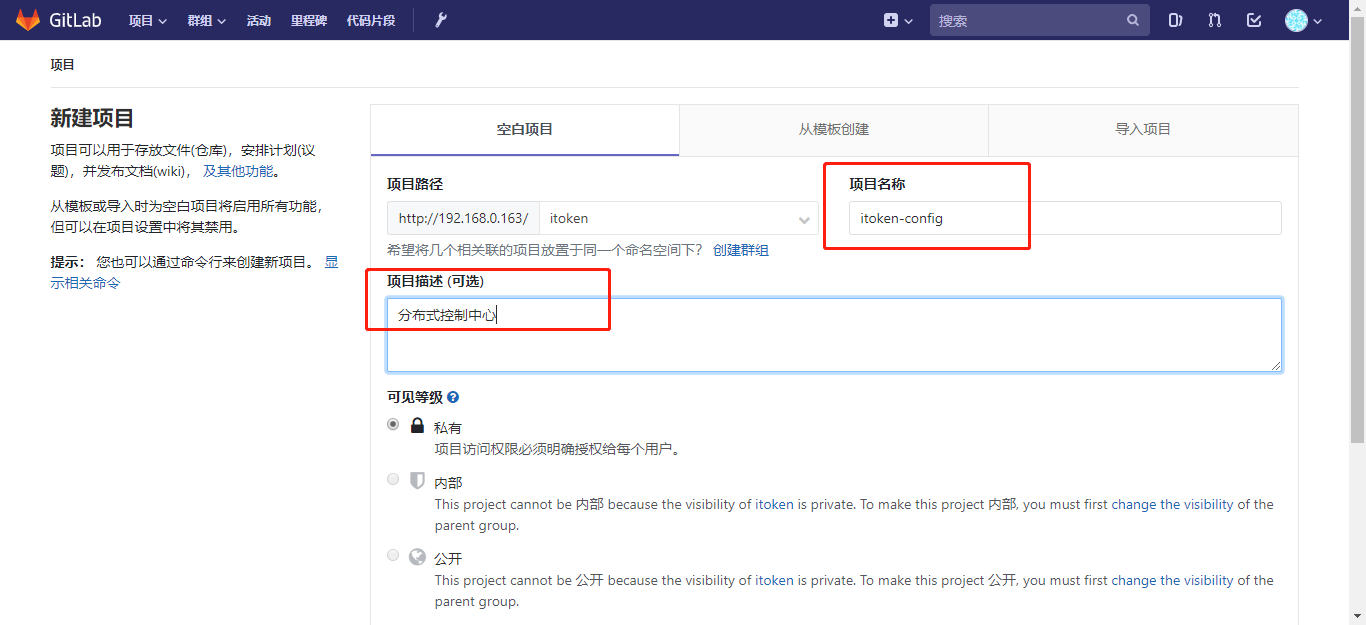 GitLab 项目 群组 活动 里程碑 代码片段 搜索
项目
新建项目
项目可以用于存放文件(仓库)，安排计划(议
题)，并发布文档(wiki)， 及其他功能。
从模板或导入时为空白项目将启用所有功能，
但可以在项目设置中将其禁用。
提示： 您也可以通过命令行来创建新项目。 显
示相关命令
空白项目 从模板创建 导入项目
项目路径 项目名称
http://192.168.0.163/ itoken itoken-config
希望将几个相关联的项目放置于同一个命名空间下？ 创建群组
项目描述 (可选)
分布式控制中心
可见等级
私有
项目访问权限必须明确授权给每个用户。
内部
This project cannot be 内部 because the visibility of itoken is private. To make this project 内部, you must first change the visibility of the
parent group.
公开
This project cannot be 公开 because the visibility of itoken is private. To make this project 公开, you must first change the visibility of the
parent group.